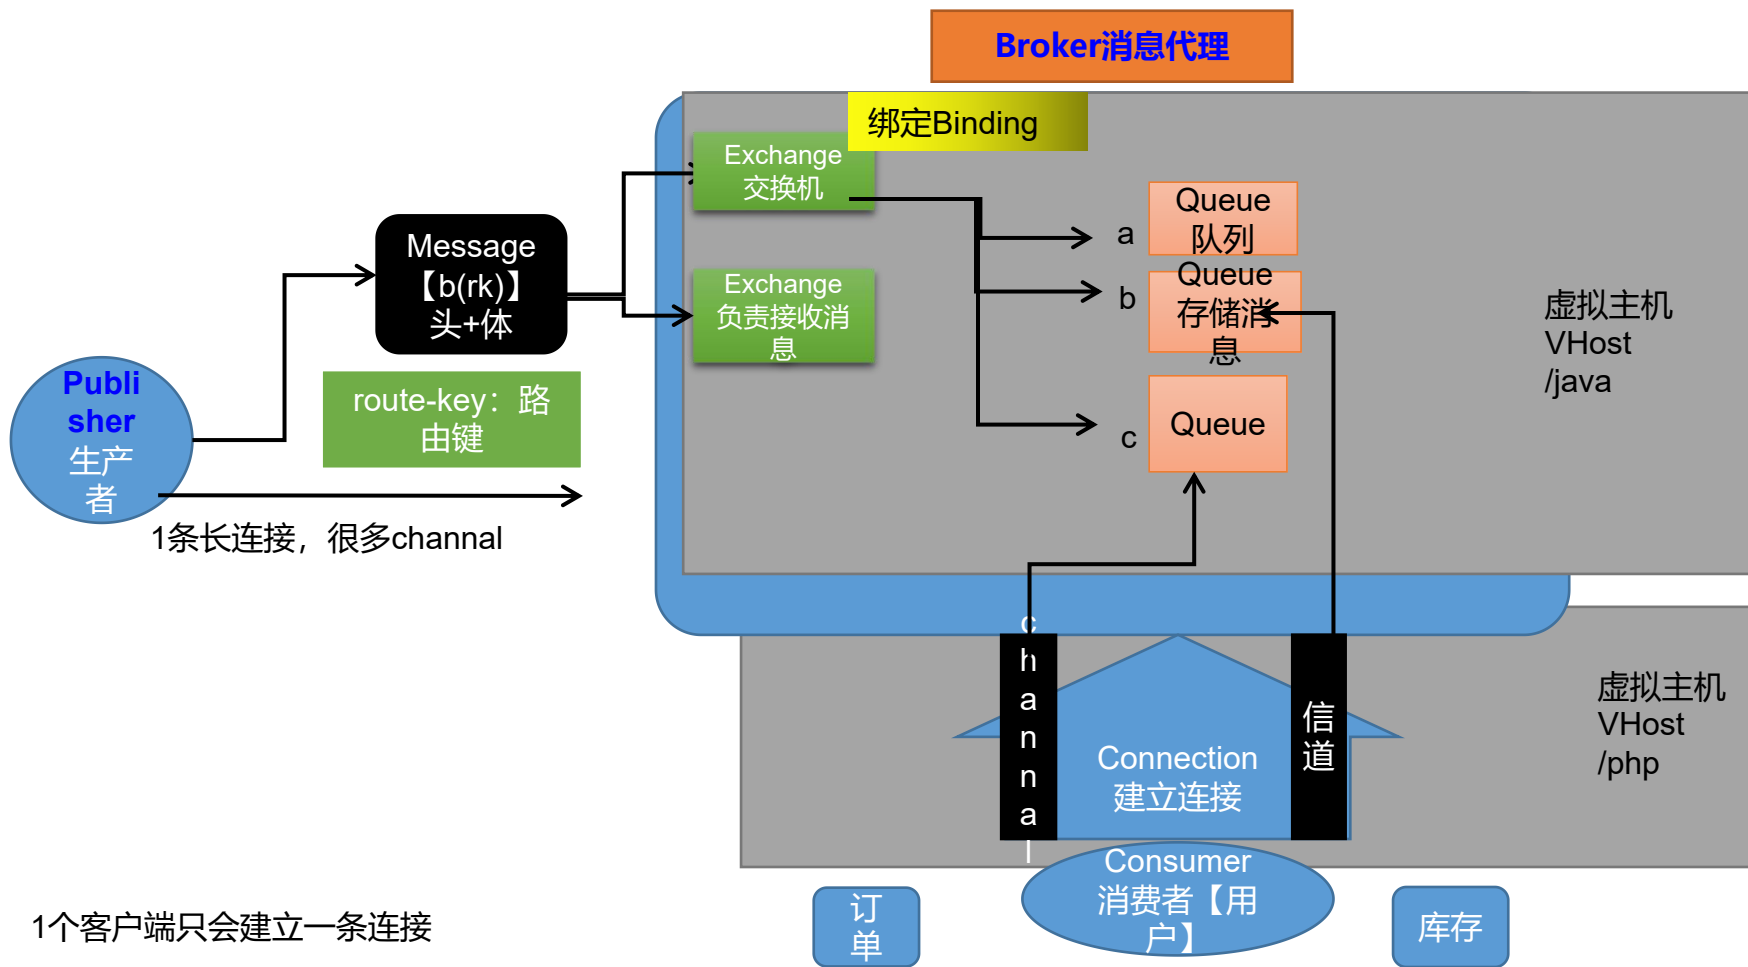 Broker消息代理
绑定Binding
Exchange
交换机
Message
【b(rk)】
头+体
Exchange
负责接收消
息
a
Queue
队列
b
Queue
存储消
息
c
Queue
虚拟主机
VHost
/java
Publi
sher
生产
者
route-key：路
由键
1条长连接，很多channal
c
h
a
n
n
a
l
信
道
Connection
建立连接
虚拟主机
VHost
/php
Consumer
消费者【用
户】
订
单
库存
1个客户端只会建立一条连接